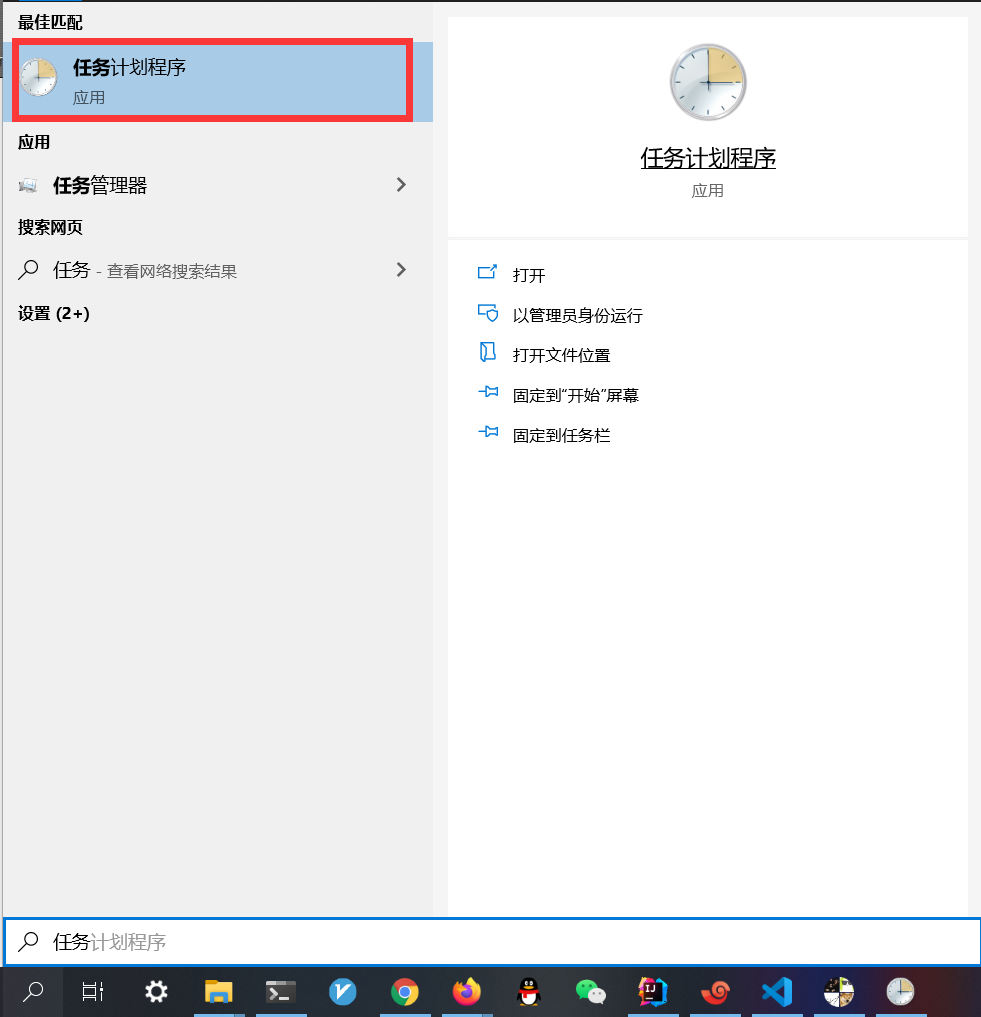 最佳匹配
任务计划程序
应用
应用
任务管理器
搜索网页
任务 - 查看网络搜索结果
设置 (2+)
任务计划程序
应用
打开
以管理员身份运行
打开文件位置
固定到“开始”屏幕
固定到任务栏
任务计划程序
IJ